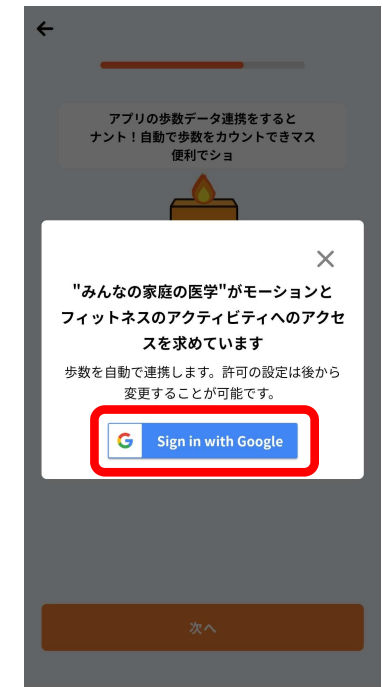 アプリの歩数データ連携をすると
ナント！自動で歩数をカウントできマス
便利でショ
"みんなの家庭の医学"がモーションと
フィットネスのアクティビティへのアクセ
スを求めています
歩数を自動で連携します。許可の設定は後から
変更することが可能です。
Sign in with Google
次へ